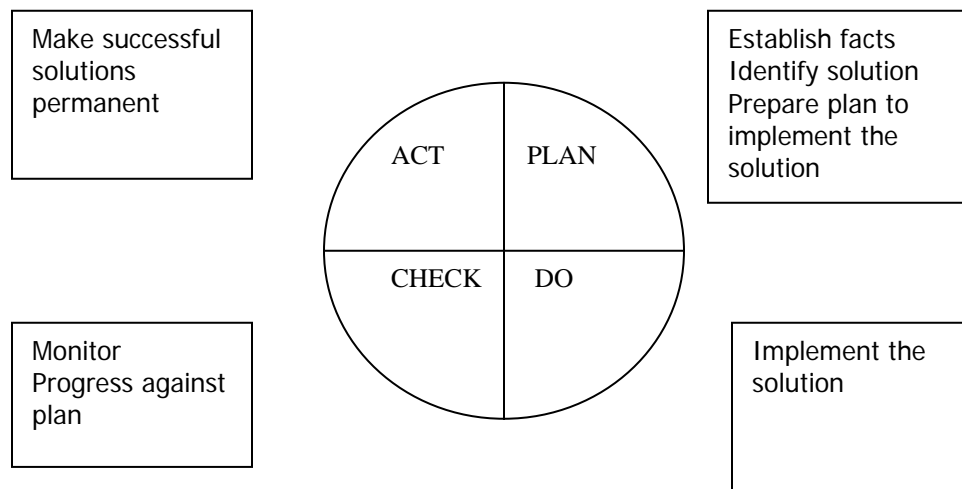 Make successful
solutions
permanent
Establish facts
Identify solution
Prepare plan to
implement the
solution
ACT
PLAN
CHECK
DO
Monitor
Progress against
plan
Implement the
solution